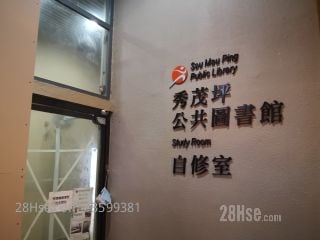 Sau Mau Ping
Public Library
秀茂坪
公共圖書館
Study Room
自修室
28Hse.com